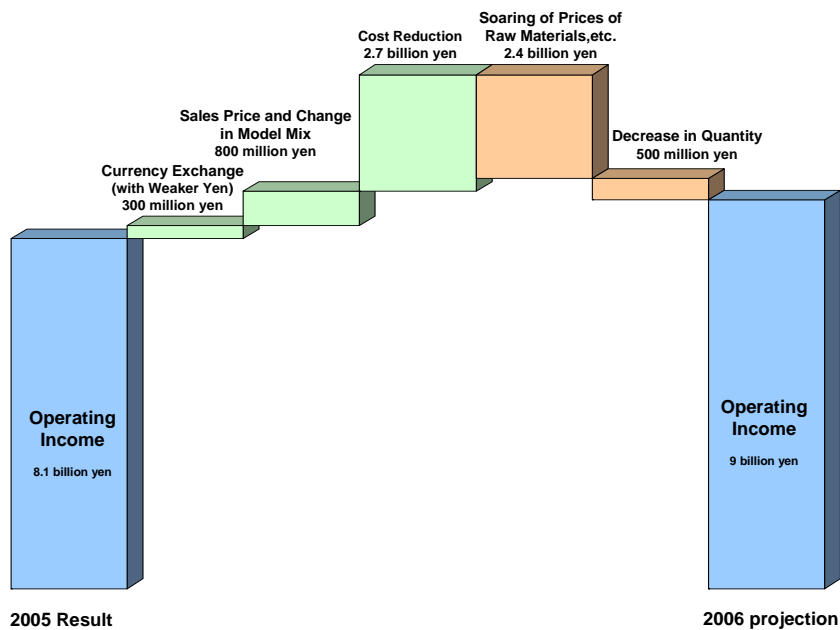 Cost Reduction
2.7 billion yen
Soaring of Prices of
Raw Materials,etc.
2.4 billion yen
Sales Price and Change
in Model Mix
800 million yen
Decrease in Quantity
500 million yen
Currency Exchange
(with Weaker Yen)
300 million yen
Operating
Income
8.1 billion yen
Operating
Income
9 billion yen
2005 Result
2006 projection